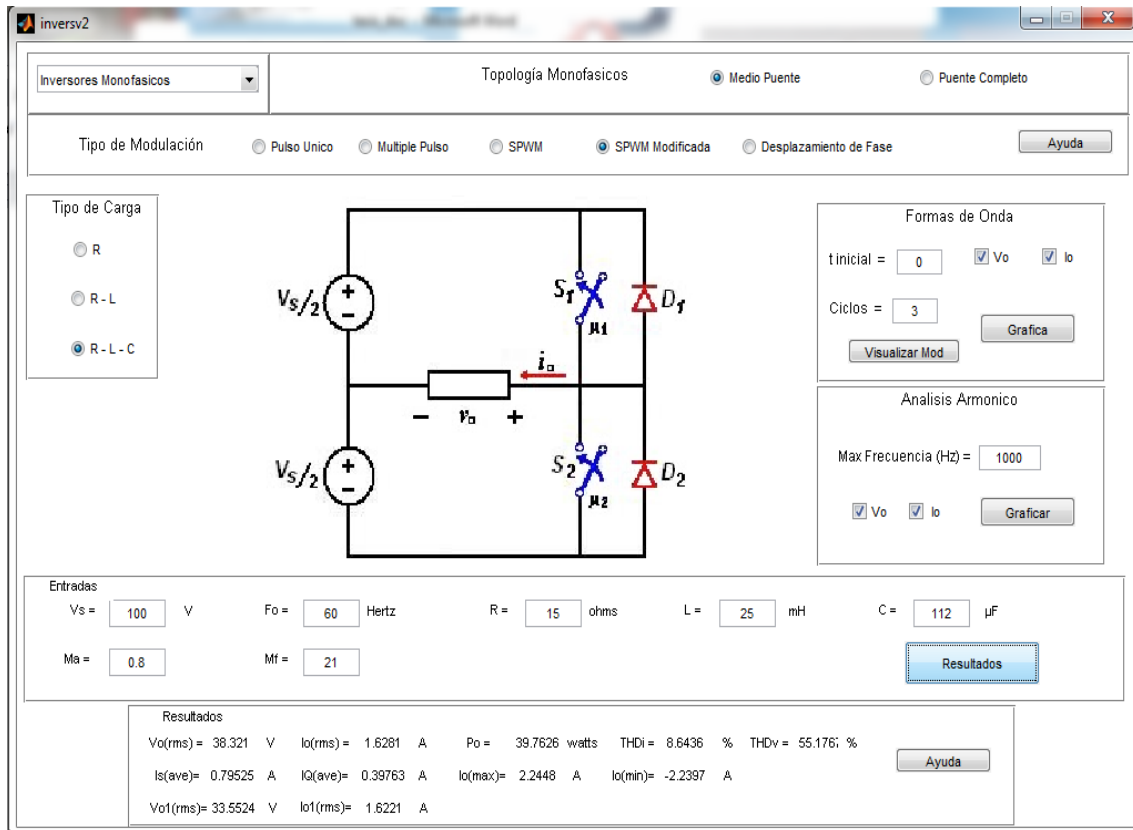 inversv2
Inversores Monofasicos
Topología Monofasicos
Medio Puente
Puente Completo
Tipo de Modulación
Pulso Unico
Multiple Pulso
SPWM
SPWM Modificada
Desplazamiento de Fase
Ayuda
Tipo de Carga
R
R - L
R - L - C
Vs/2
S1
μ1
D1
io
vo
Vs/2
S2
μ2
D2
Formas de Onda
t inicial = 0
Vo
Io
Ciclos = 3
Grafica
Visualizar Mod
Analisis Armonico
Max Frecuencia (Hz) = 1000
Vo
Io
Graficar
Entradas
Vs = 100 V Fo = 60 Hertz R = 15 ohms L = 25 mH C = 112 µF
Ma = 0.8 Mf = 21
Resultados
Resultados
Vo(rms) = 38.321 V Io(rms) = 1.6281 A Po = 39.7626 watts THDi = 8.6436 % THDv = %
Is(ave)= 0.79525 A IQ(ave)= 0.39763 A Io(max)= 2.2448 A Io(min)= -2.2397 A
Vo1(rms)= 33.5524 V Io1(rms)= 1.6221 A
Ayuda